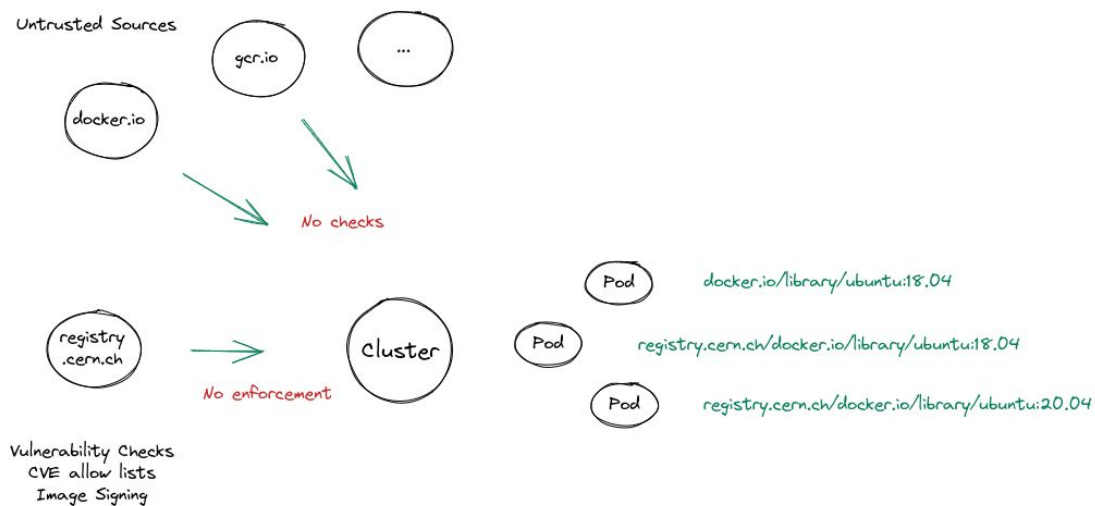 Untrusted Sources
gcr.io
...
docker.io
No checks
Pod
docker.io/library/ubuntu:18.04
registry
.cern.ch
Cluster
Pod
registry.cern.ch/docker.io/library/ubuntu:18.04
No enforcement
Pod
registry.cern.ch/docker.io/library/ubuntu:20.04
Vulnerability Checks
CVE allow lists
Image Signing